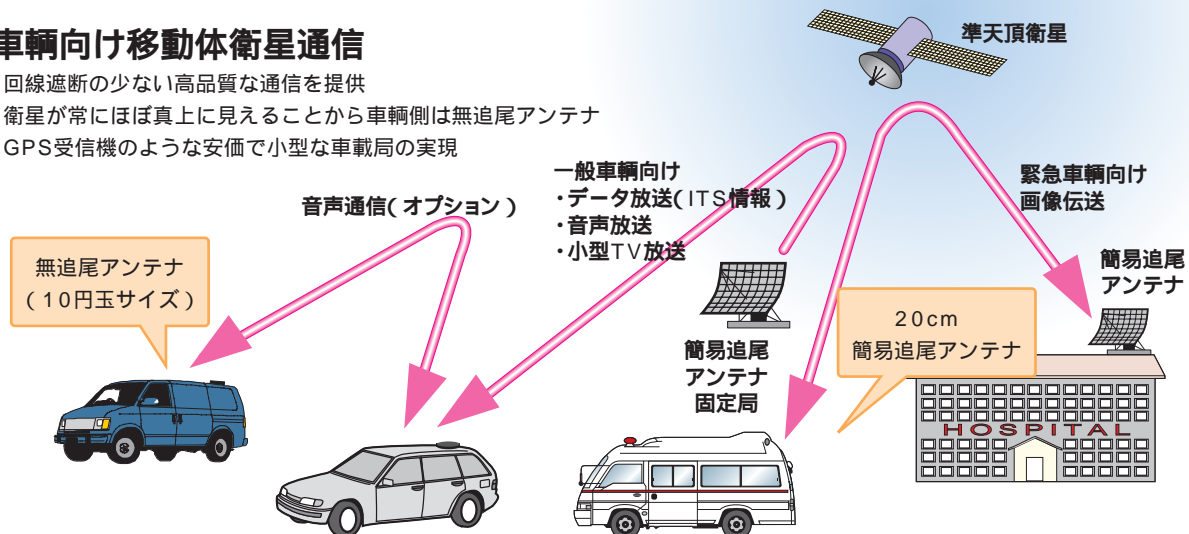 車輌向け移動体衛星通信
回線遮断の少ない高品質な通信を提供
衛星が常にほぼ真上に見えることから車輌側は無追尾アンテナ
GPS受信機のような安価で小型な車載局の実現
準天頂衛星
一般車輌向け
・データ放送(ITS情報)
・音声放送
・小型TV放送
音声通信(オプション)
緊急車輌向け
画像伝送
無追尾アンテナ
(10円玉サイズ)
簡易追尾
アンテナ
簡易追尾
アンテナ
固定局
20cm
簡易追尾アンテナ
HOSPITAL